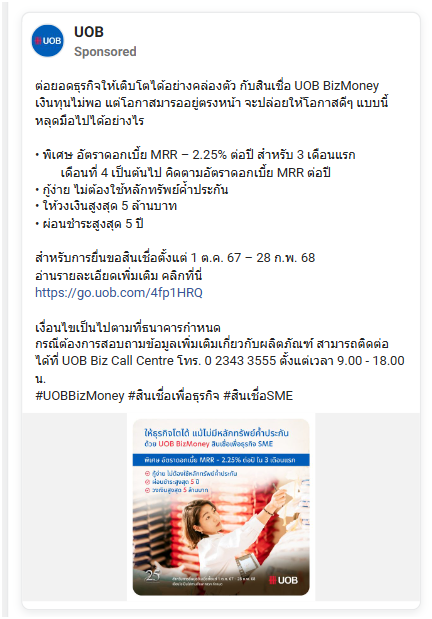 UOB
UOB
Sponsored
ต่อยอดธุรกิจให้เติบโตได้อย่างคล่องตัว กับสินเชื่อ UOB BizMoney
เงินทุนไม่พอ แต่โอกาสมารออยู่ตรงหน้า จะปล่อยให้โอกาสดีๆ แบบนี้
หลุดมือไปได้อย่างไร
• พิเศษ อัตราดอกเบี้ย MRR – 2.25% ต่อปี สำหรับ 3 เดือนแรก
เดือนที่ 4 เป็นต้นไป คิดตามอัตราดอกเบี้ย MRR ต่อปี
• กู้ง่าย ไม่ต้องใช้หลักทรัพย์ค้ำประกัน
• ให้วงเงินสูงสุด 5 ล้านบาท
• ผ่อนชำระสูงสุด 5 ปี
สำหรับการยื่นขอสินเชื่อตั้งแต่ 1 ต.ค. 67 – 28 ก.พ. 68
อ่านรายละเอียดเพิ่มเติม คลิกที่นี่
https://go.uob.com/4fp1HRQ
เงื่อนไขเป็นไปตามที่ธนาคารกำหนด
กรณีต้องการสอบถามข้อมูลเพิ่มเติมเกี่ยวกับผลิตภัณฑ์ สามารถติดต่อ
ได้ที่ UOB Biz Call Centre โทร. 0 2343 3555 ตั้งแต่เวลา 9.00 - 18.00
น.
#UOBBizMoney #สินเชื่อเพื่อธุรกิจ #สินเชื่อSME
ให้ธุรกิจโตได้ แม้ไม่มีหลักทรัพย์ค้ำประกัน
ด้วย UOB BizMoney สินเชื่อเพื่อธุรกิจ SME
พิเศษ อัตราดอกเบี้ย MRR – 2.25% ต่อปี ใน 3 เดือนแรก
กู้ง่าย ไม่ต้องใช้หลักทรัพย์ค้ำประกัน
ผ่อนชำระสูงสุด 5 ปี
วงเงินสูงสุด 5 ล้านบาท
25
UOB